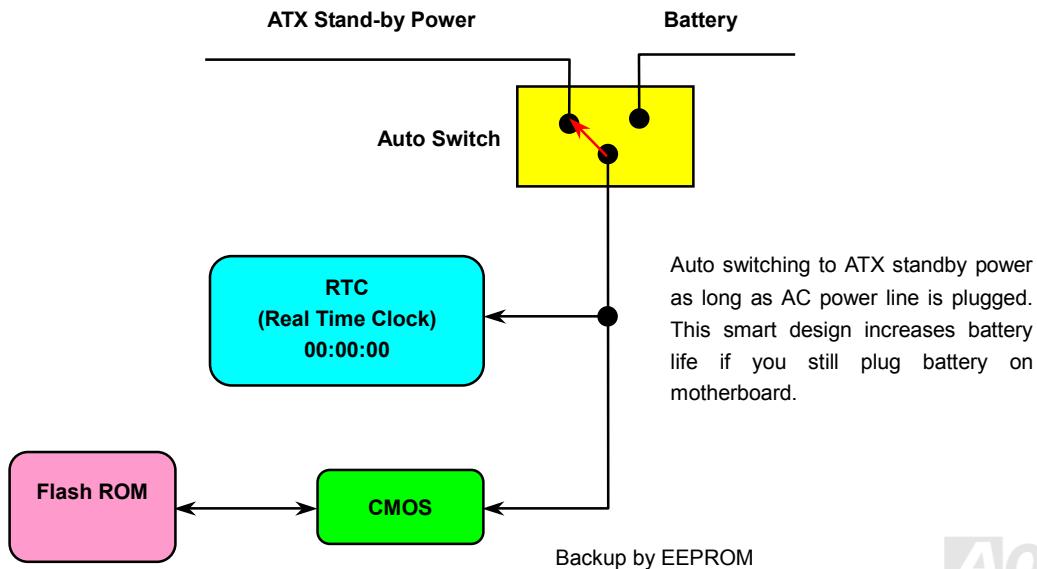 ATX Stand-by Power
Battery
Auto Switch
RTC
(Real Time Clock)
00:00:00
Auto switching to ATX standby power
as long as AC power line is plugged.
This smart design increases battery
life if you still plug battery on
motherboard.
Flash ROM
CMOS
Backup by EEPROM